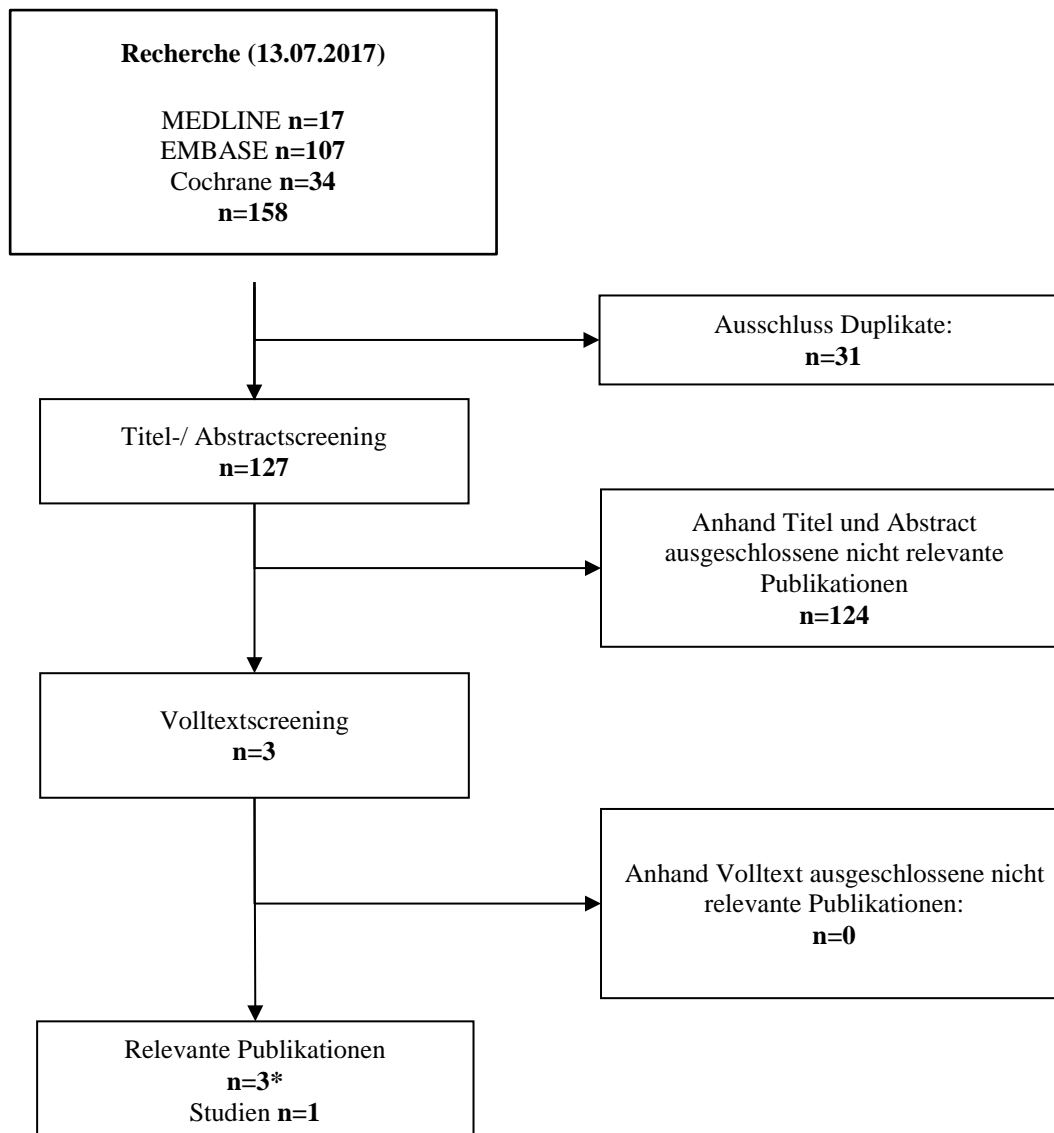 Recherche (13.07.2017)
MEDLINE n=17
EMBASE n=107
Cochrane n=34
n=158
Ausschluss Duplikate:
n=31
Titel-/ Abstractscreening
n=127
Anhand Titel und Abstract
ausgeschlossene nicht relevante
Publikationen
n=124
Volltextscreening
n=3
Anhand Volltext ausgeschlossene nicht
relevante Publikationen:
n=0
Relevante Publikationen
n=3*
Studien n=1